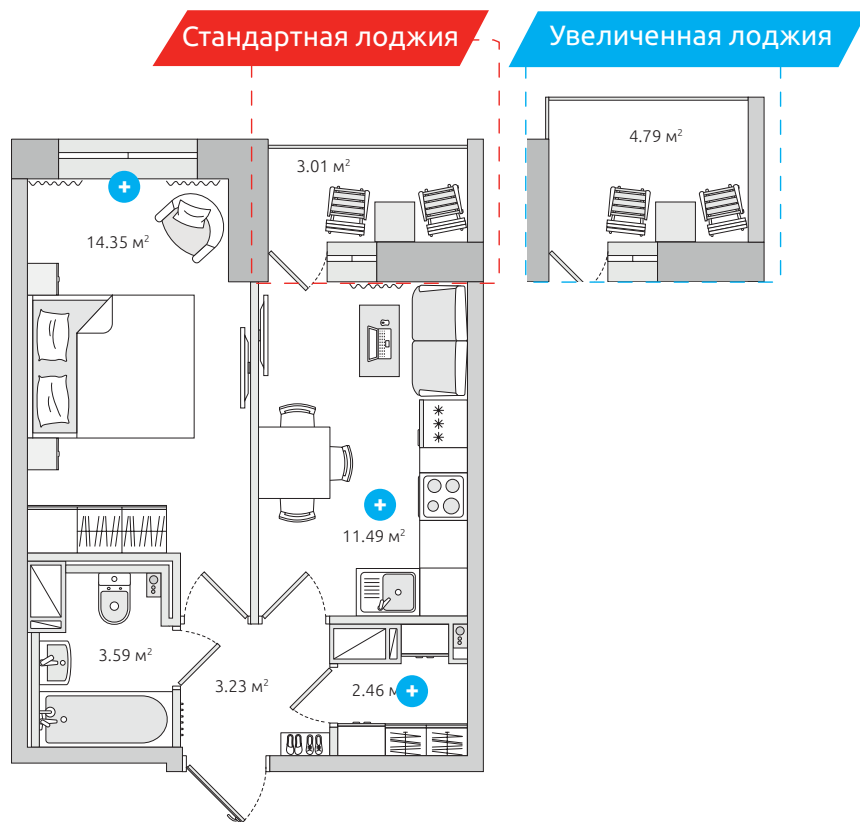 Стандартная лоджия
Увеличенная лоджия
3.01 м²
4.79 м²
14.35 м²
11.49 м²
3.59 м²
3.23 м²
2.46 м